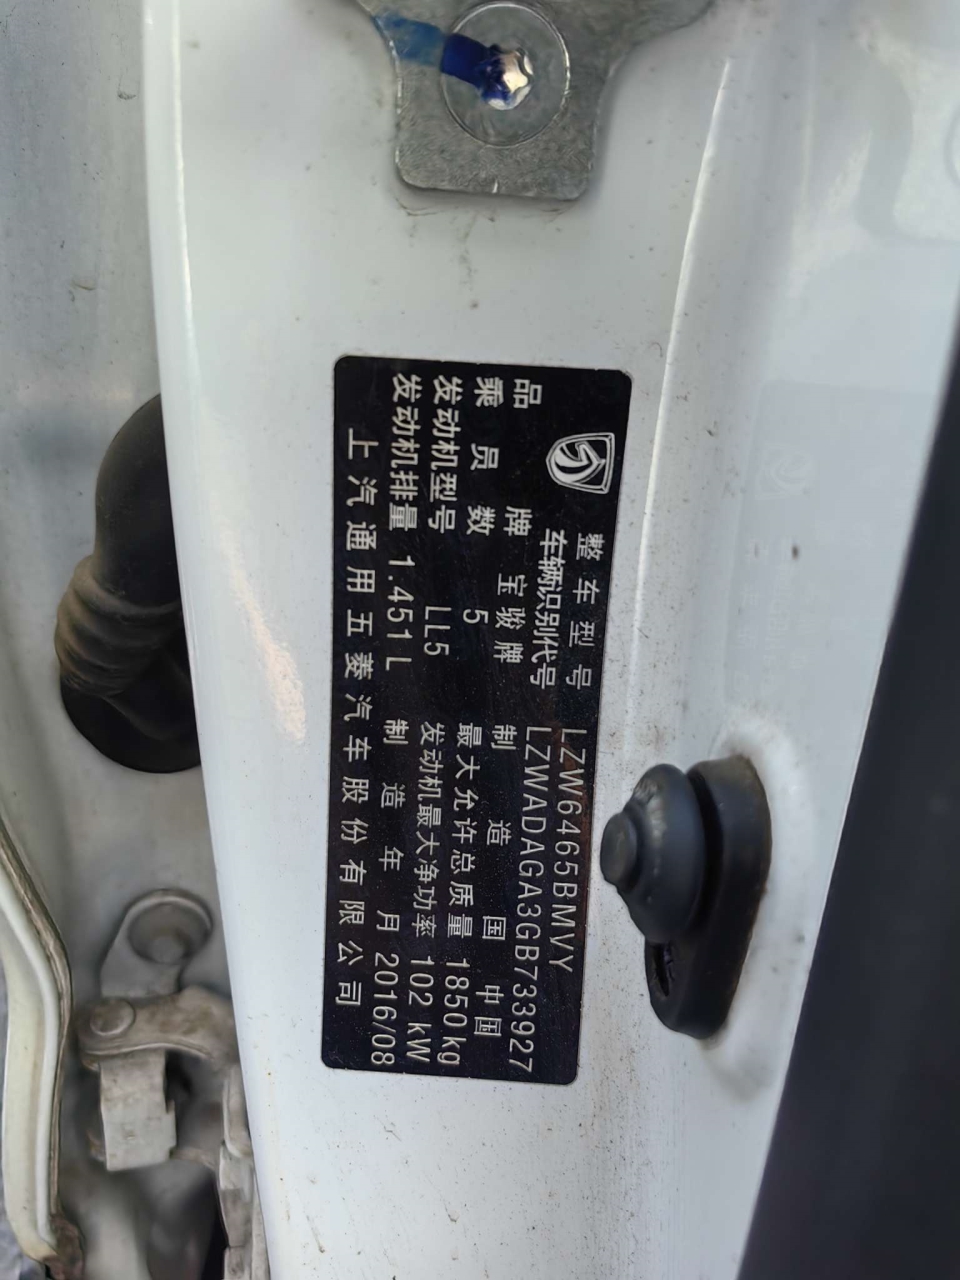 整车型号 LZW6465BMVY
车辆识别代号 LZWADAGA3GB733927
品牌 宝骏牌 制造国 中国
乘员数 5 最大允许总质量 1850kg
发动机型号 LL5 发动机最大净功率 102 kW
发动机排量 1.451 L 制造年月 2016/08
上汽通用五菱汽车股份有限公司